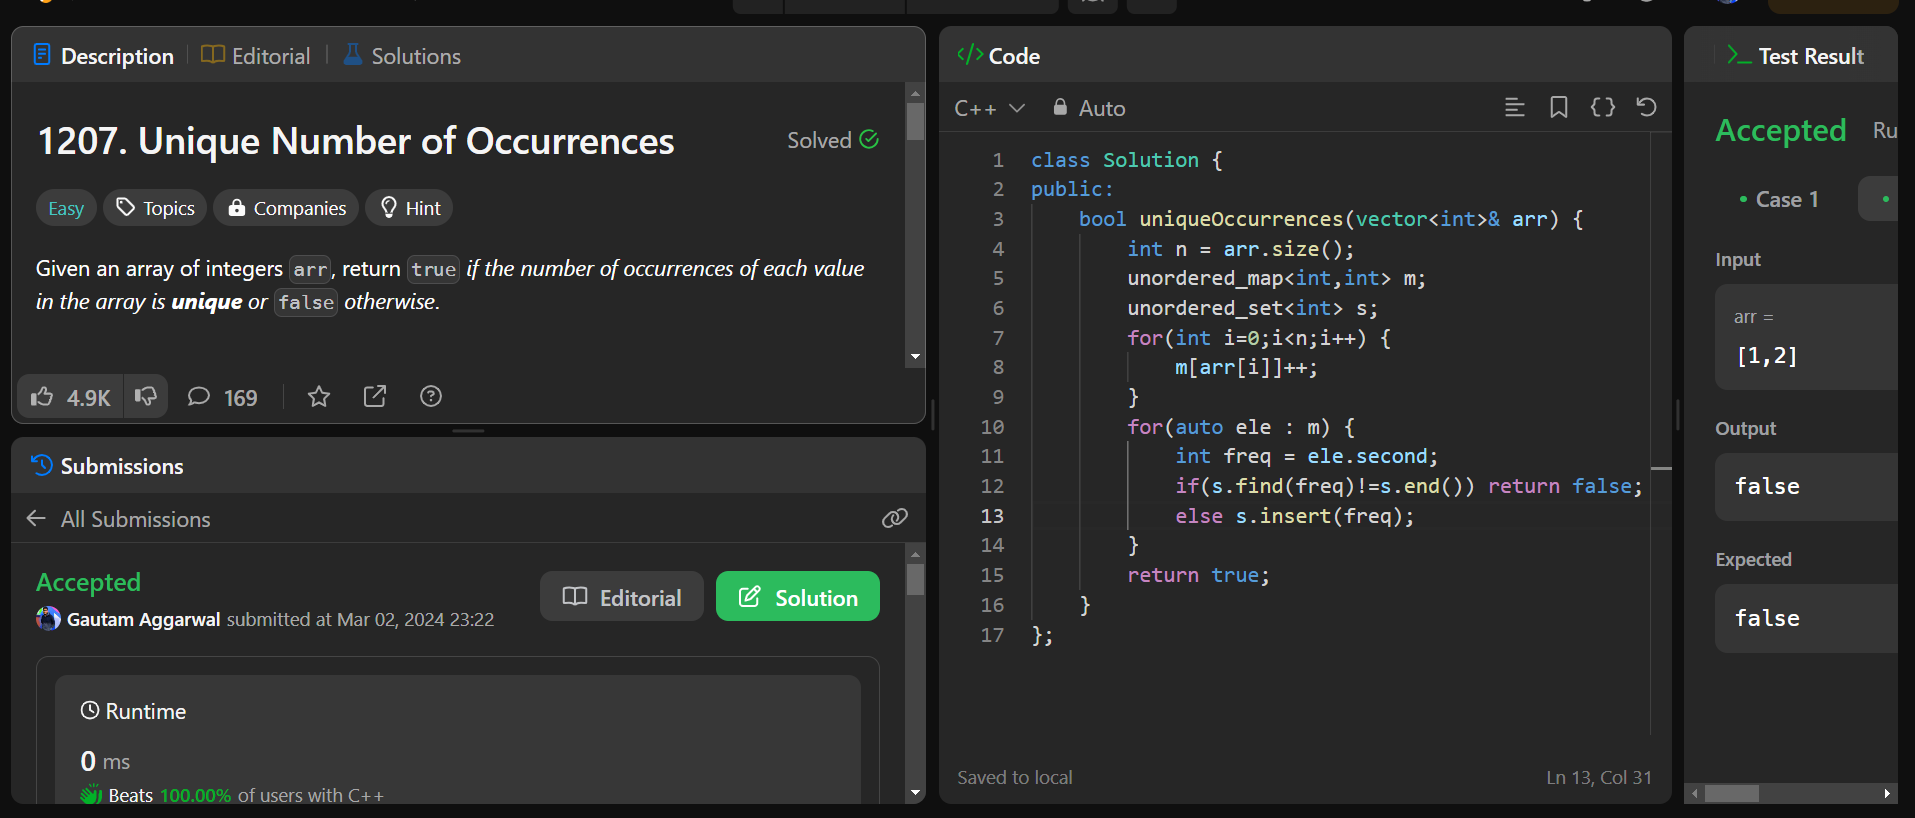 Description
Editorial
Solutions
1207. Unique Number of Occurrences
Solved
Easy
Topics
Companies
Hint
Given an array of integers arr, return true if the number of occurrences of each value
in the array is unique or false otherwise.
4.9K
169
Submissions
All Submissions
Accepted
Editorial
Solution
Gautam Aggarwal submitted at Mar 02, 2024 23:22
Runtime
0 ms
Beats 100.00% of users with C++
Code
C++
Auto
1 class Solution {
2 public:
3     bool uniqueOccurrences(vector<int>& arr) {
4         int n = arr.size();
5         unordered_map<int,int> m;
6         unordered_set<int> s;
7         for(int i=0;i<n;i++) {
8             m[arr[i]]++;
9         }
10         for(auto ele : m) {
11             int freq = ele.second;
12             if(s.find(freq)!=s.end()) return false;
13             else s.insert(freq);
14         }
15         return true;
16     }
17 };
Saved to local
Ln 13, Col 31
Test Result
Accepted
Ru
Case 1
Input
arr =
[1,2]
Output
false
Expected
false